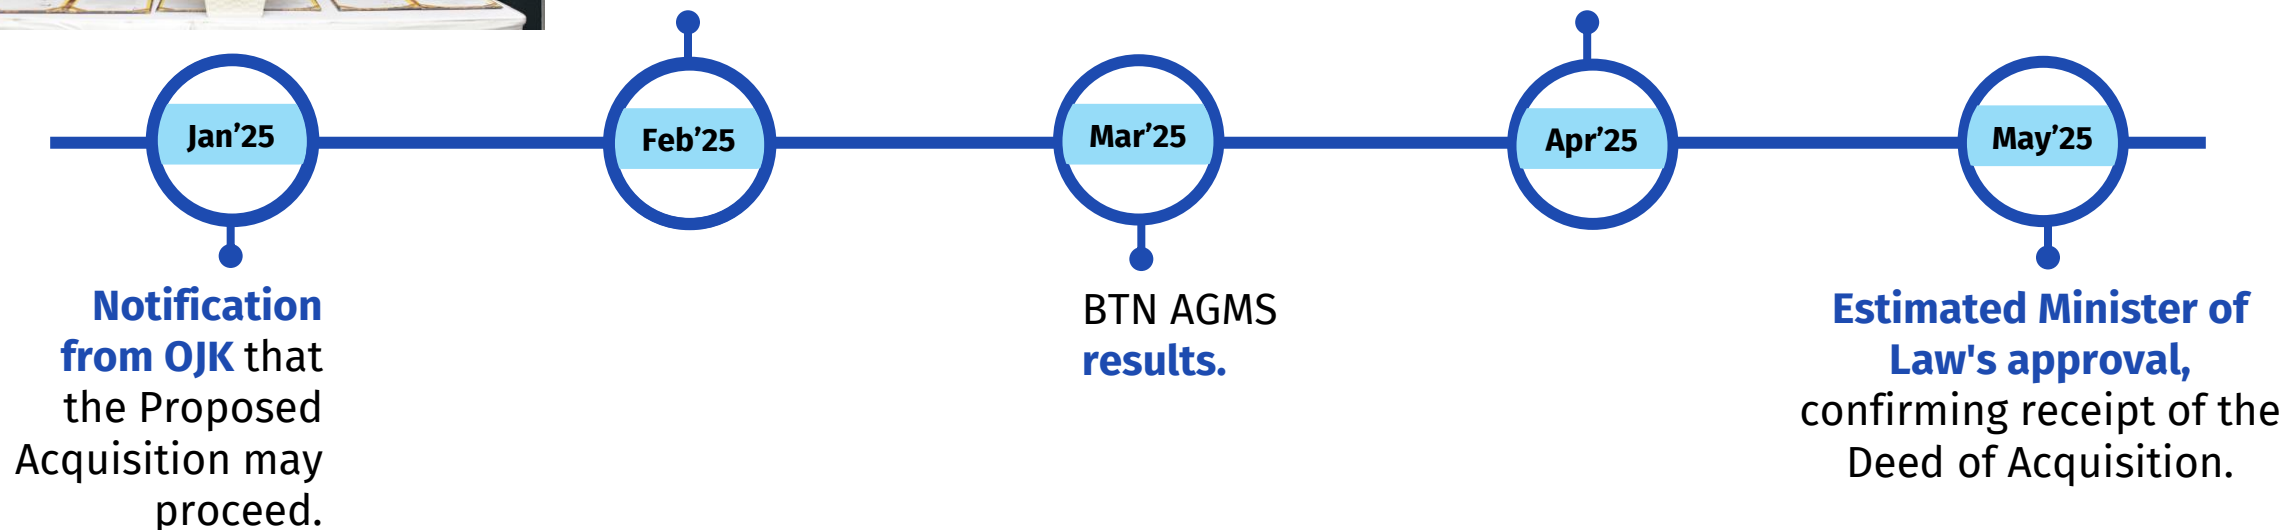 Jan’25
Feb’25
Mar’25
Apr’25
May’25
Notification
from OJK that
the Proposed
Acquisition may
proceed.
BTN AGMS
results.
Estimated Minister of
Law's approval,
confirming receipt of the
Deed of Acquisition.